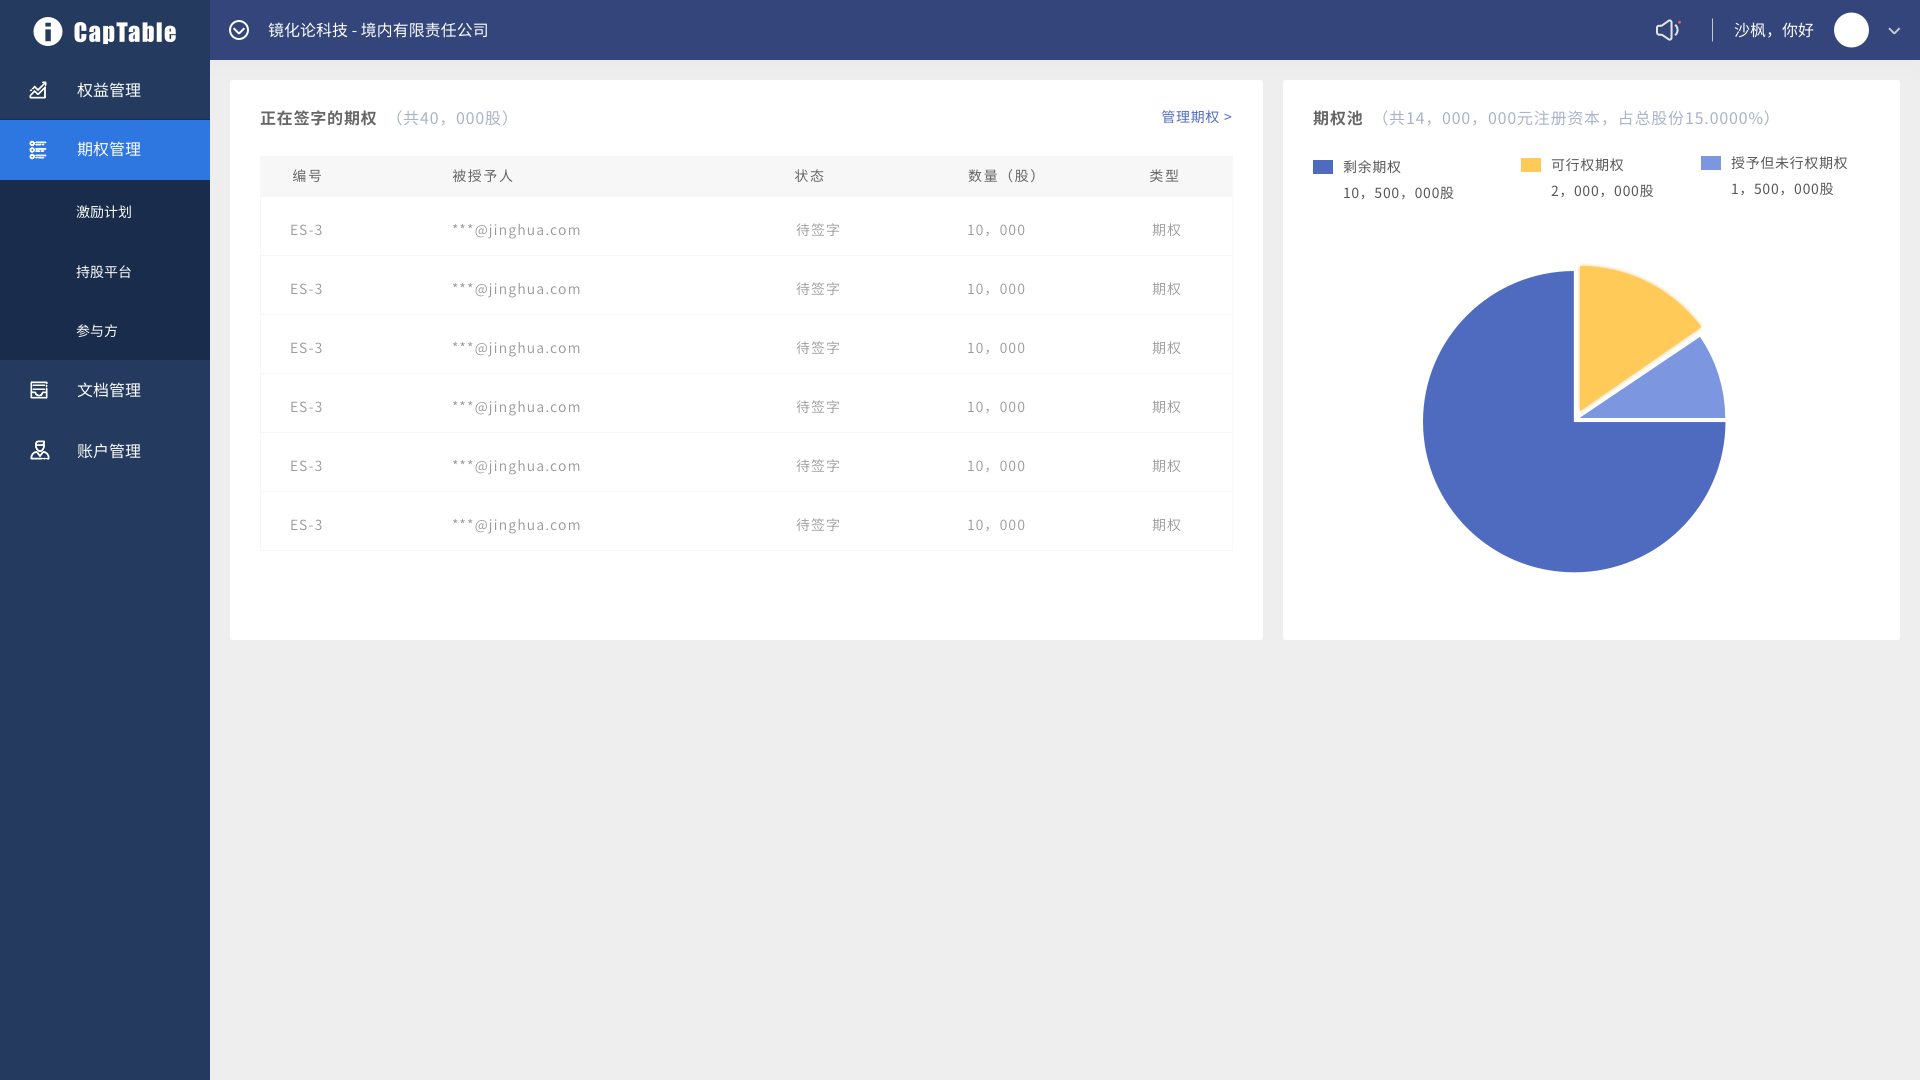 CapTable
镜化论科技 - 境内有限责任公司
沙枫，你好
权益管理
期权管理
激励计划
持股平台
参与方
文档管理
账户管理
正在签字的期权 （共40，000股）
管理期权 >
编号 被授予人 状态 数量（股） 类型
ES-3 ***@jinghua.com 待签字 10，000 期权
ES-3 ***@jinghua.com 待签字 10，000 期权
ES-3 ***@jinghua.com 待签字 10，000 期权
ES-3 ***@jinghua.com 待签字 10，000 期权
ES-3 ***@jinghua.com 待签字 10，000 期权
ES-3 ***@jinghua.com 待签字 10，000 期权
期权池 （共14，000，000元注册资本，占总股份15.0000%）
剩余期权
10，500，000股
可行权期权
2，000，000股
授予但未行权期权
1，500，000股